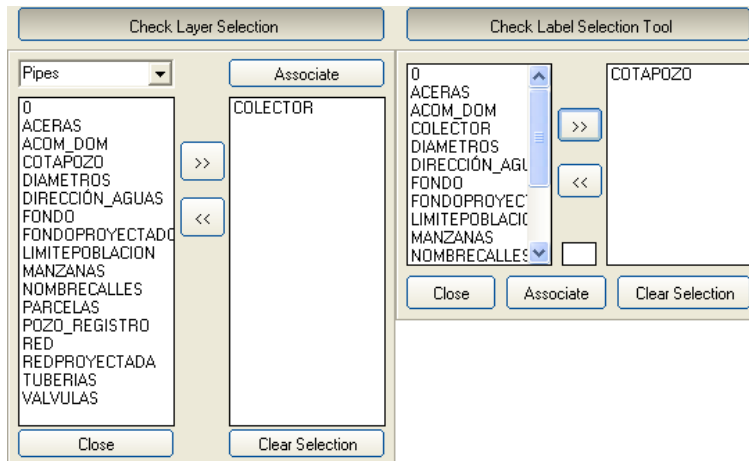 Check Layer Selection
Pipes
Associate
0
ACERAS
ACOM_DOM
COTAPOZO
DIAMETROS
DIRECCIÓN_AGUAS
FONDO
FONDOPROYECTADO
LIMITEPOBLACION
MANZANAS
NOMBRECALLES
PARCELAS
POZO_REGISTRO
RED
REDPROYECTADA
TUBERIAS
VALVULAS
>>
<<
COLECTOR
Close
Clear Selection
Check Label Selection Tool
0
ACERAS
ACOM_DOM
COLECTOR
DIAMETROS
DIRECCIÓN_AGU
FONDO
FONDOPROYECT
LIMITEPOBLACIO
MANZANAS
NOMBRECALLES
>>
<<
COTAPOZO
Close
Associate
Clear Selection